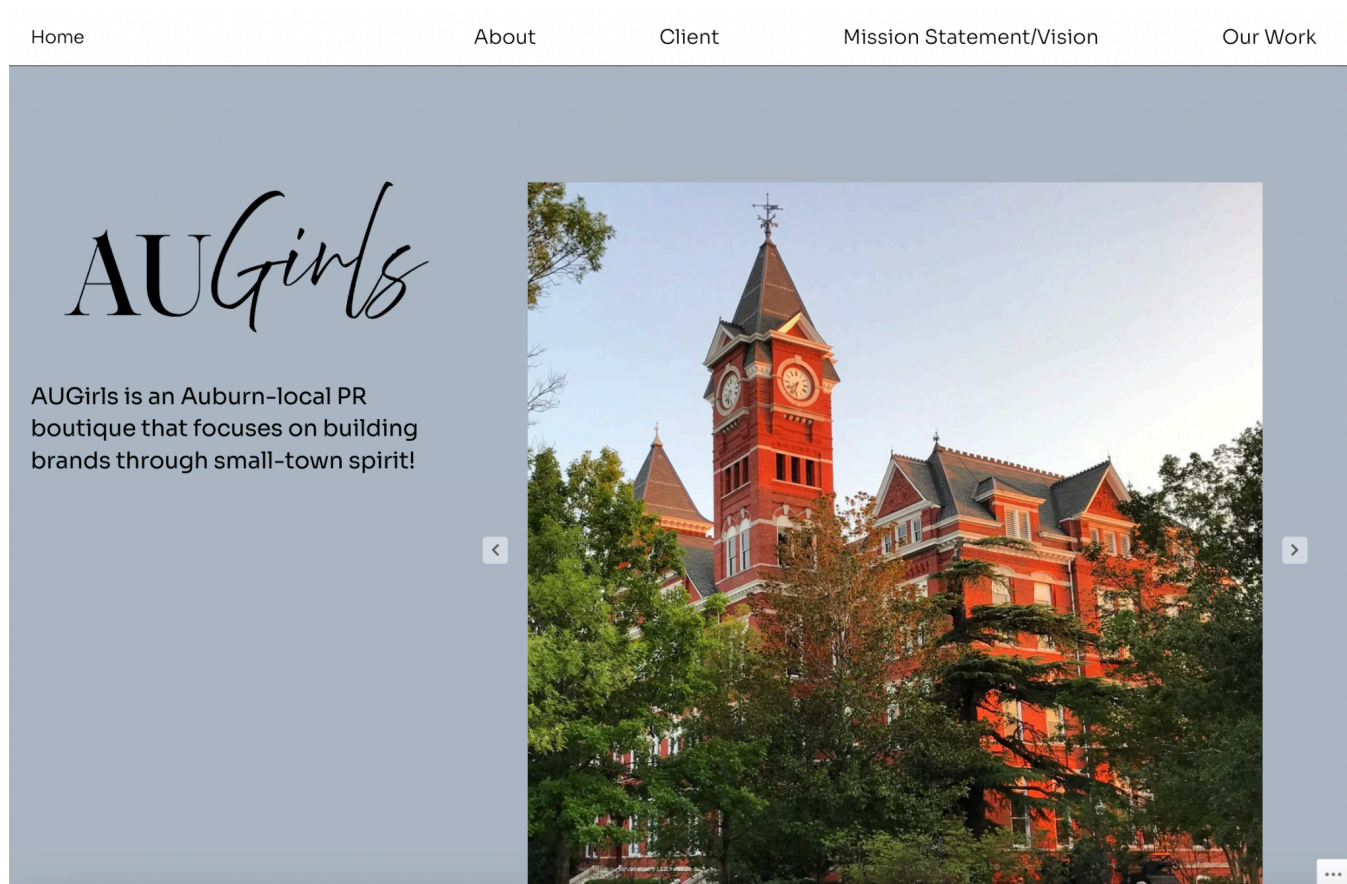 Home
About
Client
Mission Statement/Vision
Our Work
AUGirls
AUGirls is an Auburn-local PR
boutique that focuses on building
brands through small-town spirit!